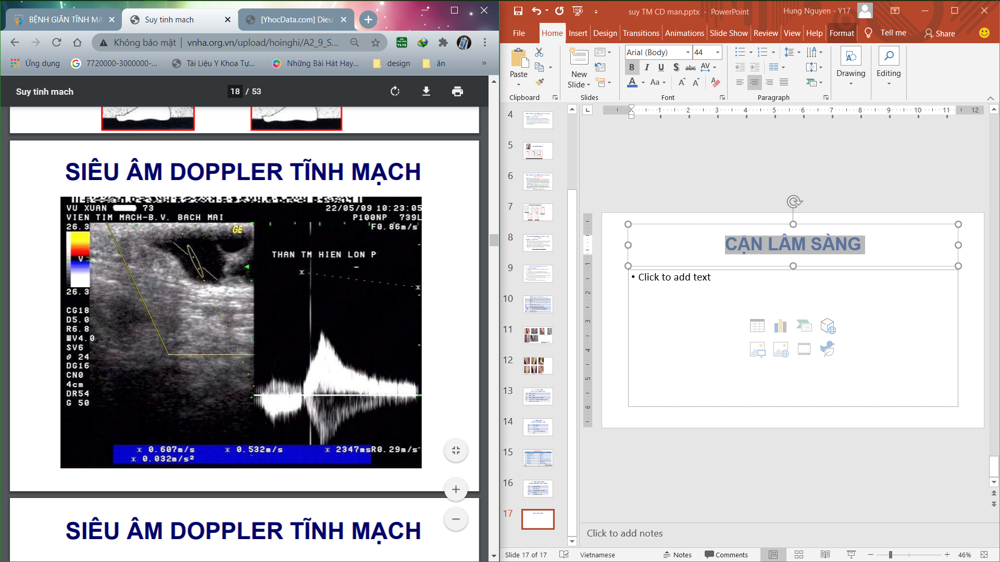 BỆNH GIÃN TĨNH MẠ
Suy tinh mach
[YhocData.com] Dieu
Không bảo mật
vnha.org.vn/upload/hoinghi/A2_9_S...
Ứng dụng
7720000-3000000-...
Tài Liệu Y Khoa Tự...
Những Bài Hát Hay...
design
ăn
»
Suy tinh mach
18 / 53
SIÊU ÂM DOPPLER TĨNH MẠCH
VU XUAN 73
22/05/09 10:23:05
VIEN TIM MACH-B.V. BACH MAI
P100NP 739L
26.3
GE
F0.86m/s
V
THAN TM HIEN LON P
26.3
CG18
D5.0
R6.8
WV4.0
SV6
θ 24
DG16
CN0
4cm
DR54
G 50
0.607m/s
0.532m/s
2347ms
R0.29m/s
0.032m/s²
SIÊU ÂM DOPPLER TĨNH MẠCH
suy TM CD man.pptx - PowerPoint
Hung Nguyen - Y17
File
Home
Insert
Design
Transitions
Animations
Slide Show
Review
View
Help
Format
Tell me
Share
Paste
Clipboard
New
Slide
Slides
Arial (Body)
44
B I U S abc AV
A Aa A A
Font
Paragraph
Drawing
Editing
L
1 2 3 4 5 6 7 8 9 10 11 12
4
5
6
7
8
9
10
11
12
13
14
15
16
17
1
2
3
4
5
6
CẬN LÂM SÀNG
• Click to add text
Click to add notes
Slide 17 of 17
Vietnamese
Notes
Comments
46%